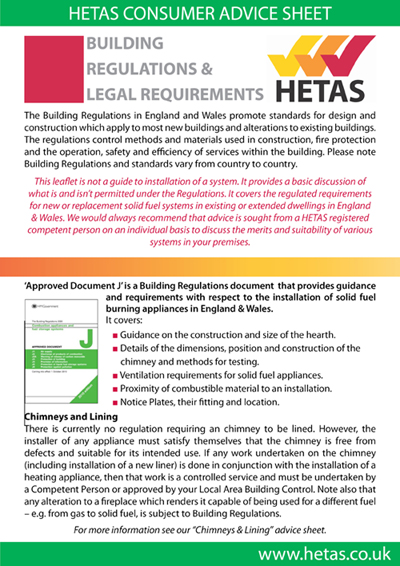 HETAS CONSUMER ADVICE SHEET
BUILDING
REGULATIONS &
LEGAL REQUIREMENTS
HETAS
The Building Regulations in England and Wales promote standards for design and
construction which apply to most new buildings and alterations to existing buildings.
The regulations control methods and materials used in construction, fire protection
and the operation, safety and efficiency of services within the building. Please note
Building Regulations and standards vary from country to country.
This leaflet is not a guide to installation of a system. It provides a basic discussion of
what is and isn't permitted under the Regulations. It covers the regulated requirements
for new or replacement solid fuel systems in existing or extended dwellings in England
& Wales. We would always recommend that advice is sought from a HETAS registered
competent person on an individual basis to discuss the merits and suitability of various
systems in your premises.
'Approved Document J' is a Building Regulations document that provides guidance
and requirements with respect to the installation of solid fuel
burning appliances in England & Wales.
It covers:
J
■ Guidance on the construction and size of the hearth.
■ Details of the dimensions, position and construction of the
chimney and methods for testing.
■ Ventilation requirements for solid fuel appliances.
■ Proximity of combustible material to an installation.
■ Notice Plates, their fitting and location.
Chimneys and Lining
There is currently no regulation requiring an chimney to be lined. However, the
installer of any appliance must satisfy themselves that the chimney is free from
defects and suitable for its intended use. If any work undertaken on the chimney
(including installation of a new liner) is done in conjunction with the installation of a
heating appliance, then that work is a controlled service and must be undertaken by
a Competent Person or approved by your Local Area Building Control. Note also that
any alteration to a fireplace which renders it capable of being used for a different fuel
– e.g. from gas to solid fuel, is subject to Building Regulations.
For more information see our "Chimneys & Lining" advice sheet.
www.hetas.co.uk